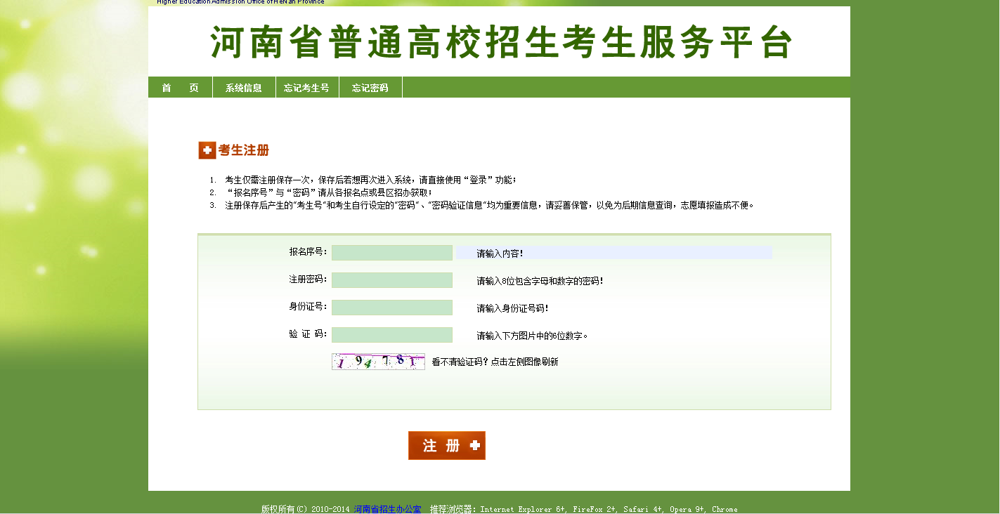 Higher Education Admission Office of HeNan Province
河南省普通高校招生考生服务平台
首 页 系统信息 忘记考生号 忘记密码
考生注册
1. 考生仅需注册保存一次，保存后若想再次进入系统，请直接使用“登录”功能；
2. “报名序号”与“密码”请从各报名点或县区招办获取；
3. 注册保存后产生的"考生号"和考生自行设定的"密码"、"密码验证信息"均为重要信息，请妥善保管，以免为后期信息查询，志愿填报造成不便。
报名序号： 请输入内容！
注册密码： 请输入8位包含字母和数字的密码！
身份证号： 请输入身份证号码！
验 证 码： 请输入下方图片中的6位数字。
194781 看不清验证码？点击左侧图像刷新
注 册
版权所有(C) 2010-2014 河南省招生办公室 推荐浏览器：Internet Explorer 6+, FireFox 2+, Safari 4+, Opera 9+, Chrome